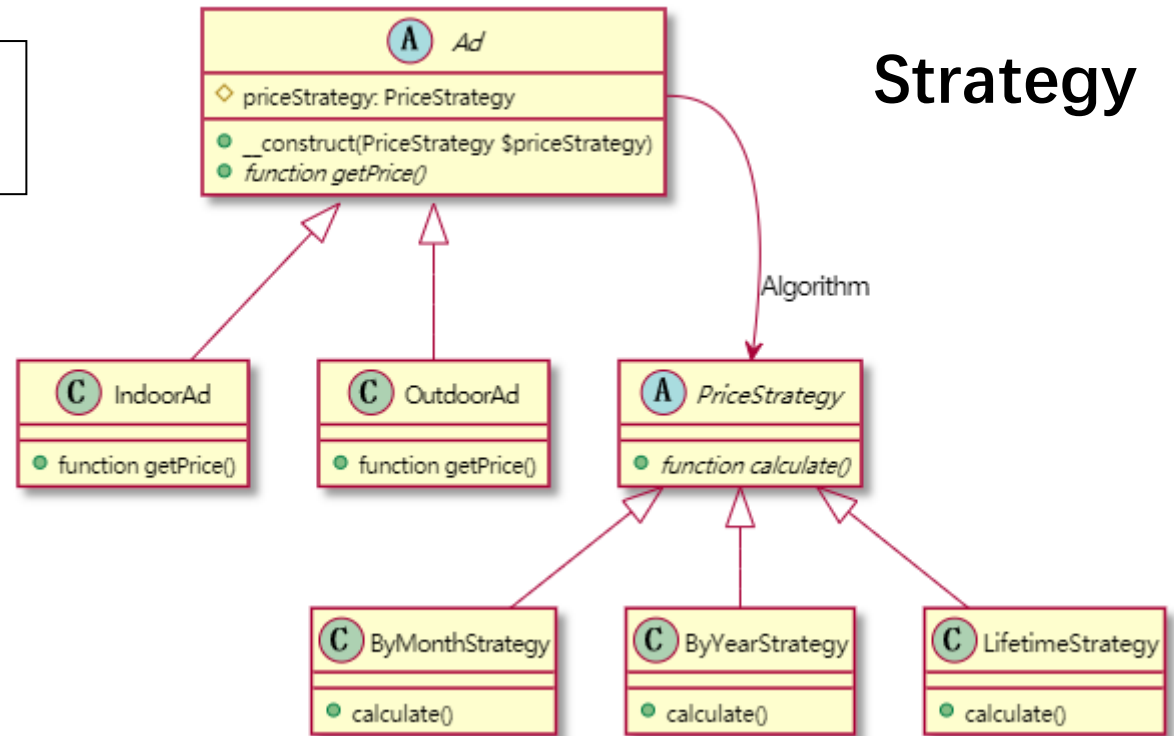 Strategy
A Ad
priceStrategy: PriceStrategy
__construct(PriceStrategy $priceStrategy)
function getPrice()
Algorithm
C IndoorAd
function getPrice()
C OutdoorAd
function getPrice()
A PriceStrategy
function calculate()
C ByMonthStrategy
calculate()
C ByYearStrategy
calculate()
C LifetimeStrategy
calculate()